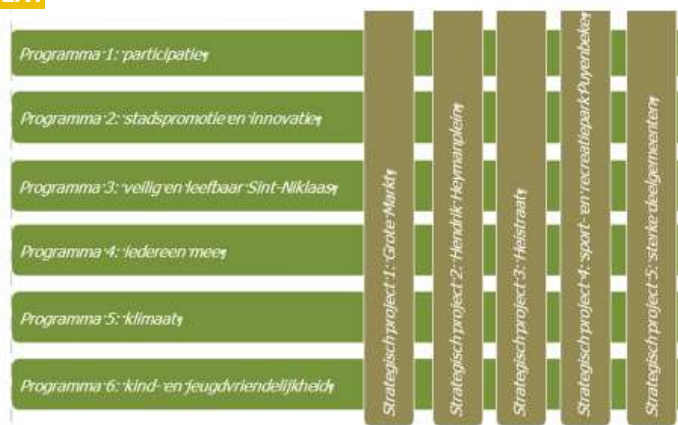 Programma 1: participatie
Programma 2: stadspromotie en innovatie
Programma 3: veilig en leefbaar Sint-Niklaas
Programma 4: iedereen mee
Programma 5: klimaat
Programma 6: kind- en jeugdvriendelijkheid
Strategisch project 1: Grote Markt
Strategisch project 2: Hendrik Heymanplein
Strategisch project 3: Heistraat
Strategisch project 4: sport- en recreatiepark Puyenbeke
Strategisch project 5: sterke deelgemeenten